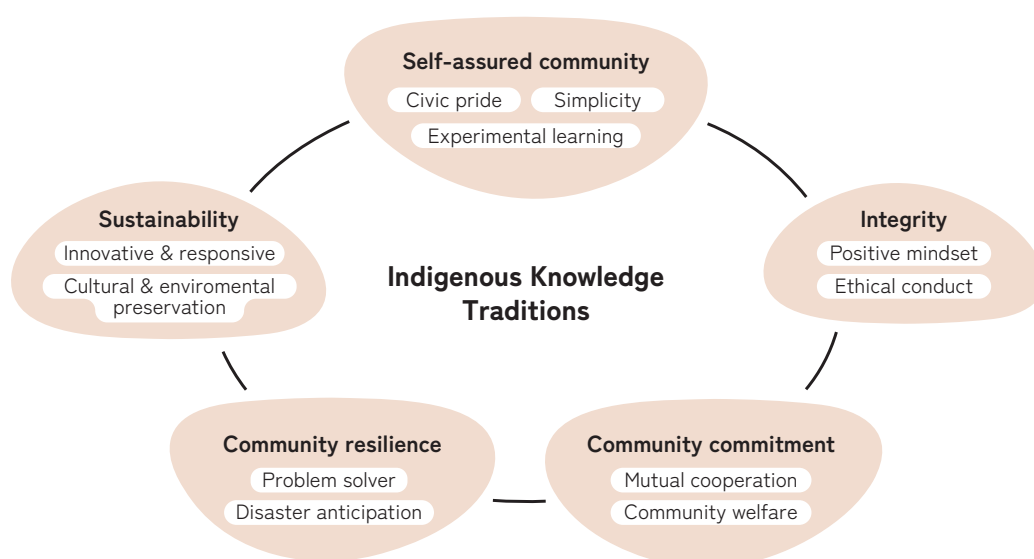 Self-assured community
Civic pride
Simplicity
Experimental learning
Sustainability
Innovative & responsive
Cultural & enviromental
preservation
Integrity
Positive mindset
Ethical conduct
Indigenous Knowledge
Traditions
Community resilience
Problem solver
Disaster anticipation
Community commitment
Mutual cooperation
Community welfare